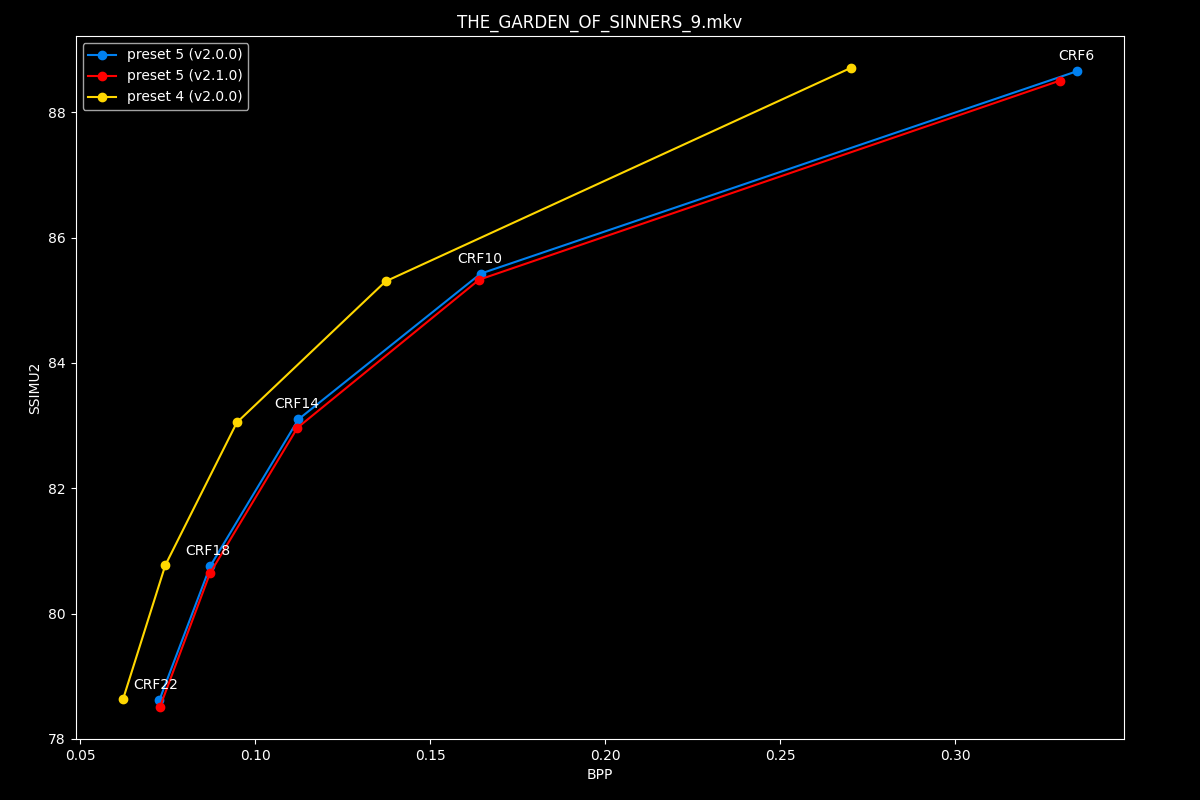 THE_GARDEN_OF_SINNERS_9.mkv
preset 5 (v2.0.0)
preset 5 (v2.1.0)
preset 4 (v2.0.0)
CRF6
88
86
CRF10
84
SSIMU2
CRF14
82
CRF18
80
CRF22
78
0.05 0.10 0.15 0.20 0.25 0.30
BPP